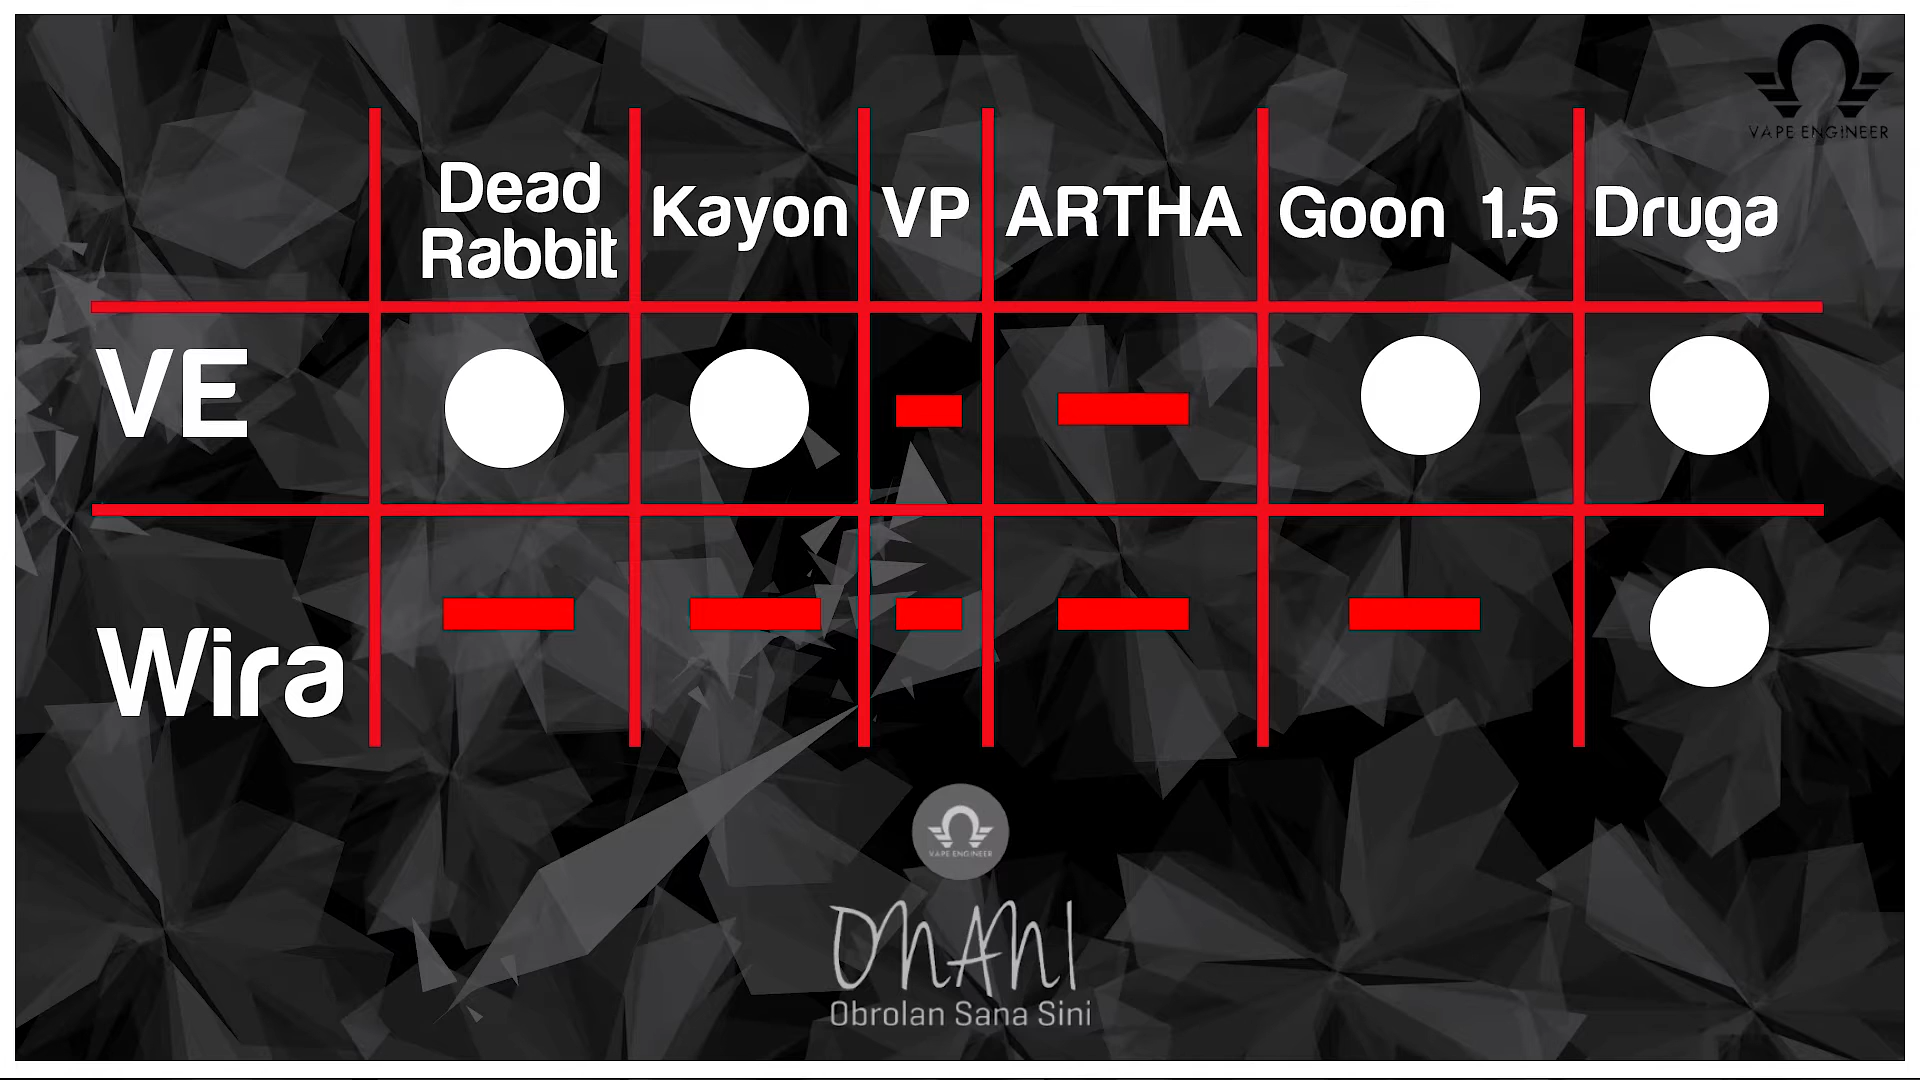 VAPE ENGINEER
Dead
Rabbit
Kayon
VP
ARTHA
Goon 1.5
Druga
VE
Wira
VAPE ENGINEER
ONANI
Obrolan Sana Sini